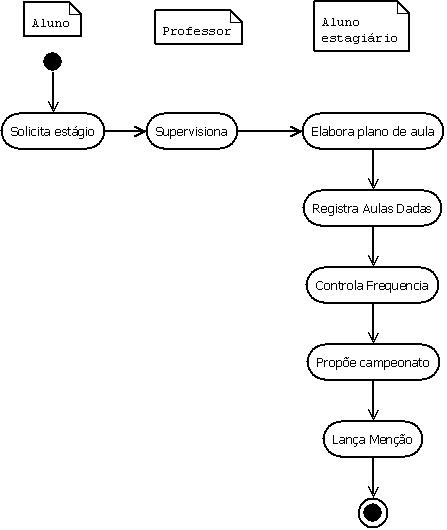 Aluno
Professor
Aluno
estagiário
Solicita estágio
Supervisiona
Elabora plano de aula
Registra Aulas Dadas
Controla Frequencia
Propõe campeonato
Lança Menção